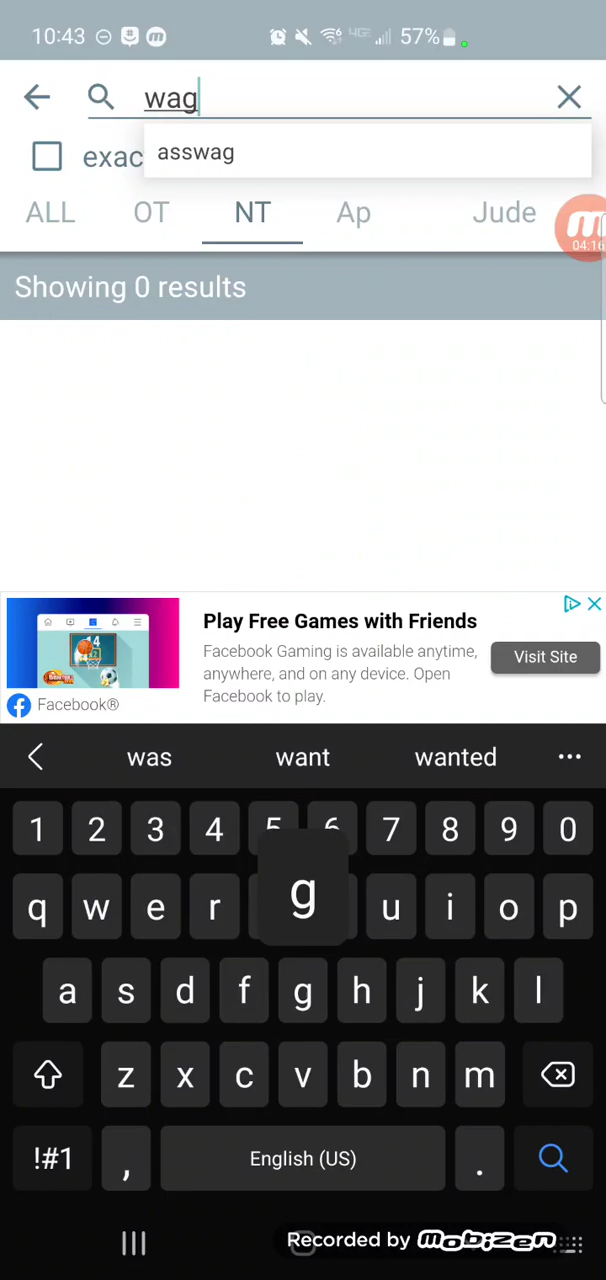 10:43 57%
wag
exac
asswag
ALL OT NT Ap Jude
04:16
Showing 0 results
Play Free Games with Friends
Facebook Gaming is available anytime,
anywhere, and on any device. Open
Facebook to play.
Visit Site
Facebook®
was want wanted
1 2 3 4 5 6 7 8 9 0
g
q w e r u i o p
a s d f g h j k l
z x c v b n m
!#1 , English (US) .
Recorded by mobizen